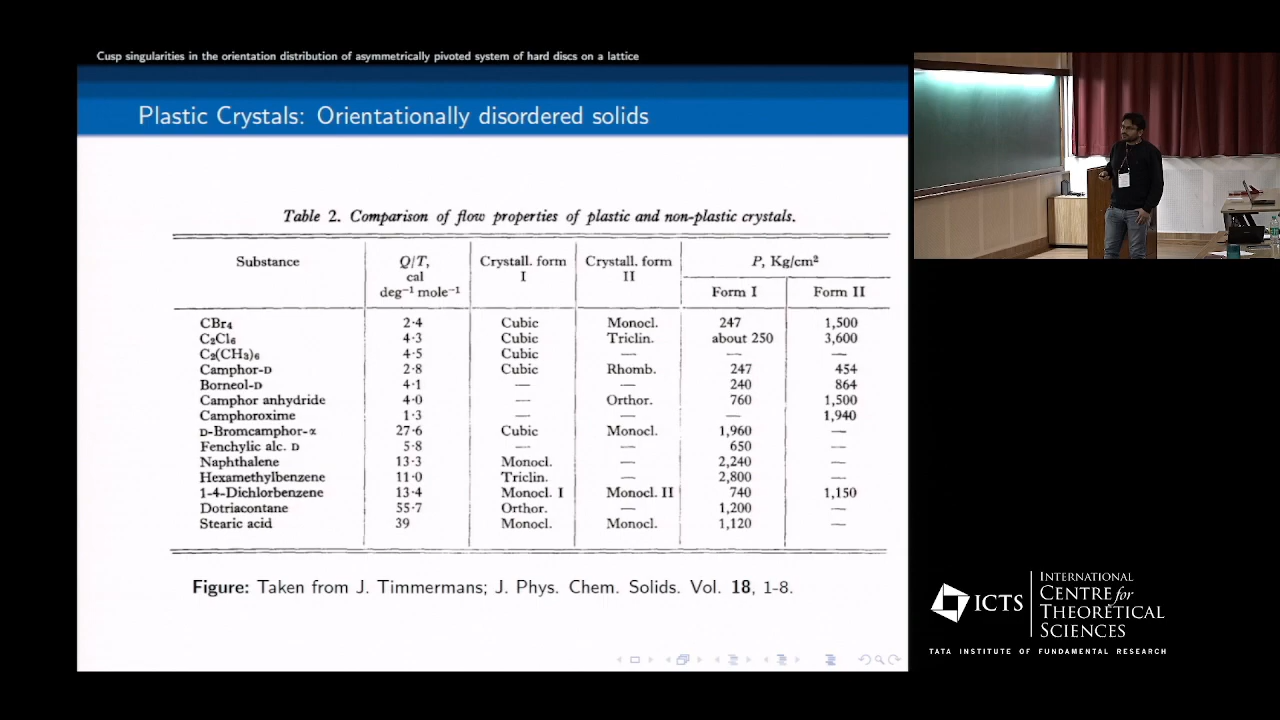 Cusp singularities in the orientation distribution of asymmetrically pivoted system of hard discs on a lattice
Plastic Crystals: Orientationally disordered solids
Table 2. Comparison of flow properties of plastic and non-plastic crystals.
Substance Q/T, cal deg⁻¹ mole⁻¹ Crystall. form I Crystall. form II P, Kg/cm²
Form I Form II
CBr₄ 2·4 Cubic Monocl. 247 1,500
C₂Cl₆ 4·3 Cubic Triclin. about 250 3,600
C₂(CH₃)₆ 4·5 Cubic — — —
Camphor-D 2·8 Cubic Rhomb. 247 454
Borneol-D 4·1 — — 240 864
Camphor anhydride 4·0 — Orthor. 760 1,500
Camphoroxime 1·3 — — — 1,940
D-Bromcamphor-α 27·6 Cubic Monocl. 1,960 —
Fenchylic alc. D 5·8 — — 650 —
Naphthalene 13·3 Monocl. — 2,240 —
Hexamethylbenzene 11·0 Triclin. — 2,800 —
1-4-Dichlorbenzene 13·4 Monocl. I Monocl. II 740 1,150
Dotriacontane 55·7 Orthor. — 1,200 —
Stearic acid 39 Monocl. Monocl. 1,120 —
Figure: Taken from J. Timmermans; J. Phys. Chem. Solids. Vol. 18, 1-8.
ICTS
INTERNATIONAL
CENTRE for
THEORETICAL
SCIENCES
TATA INSTITUTE OF FUNDAMENTAL RESEARCH